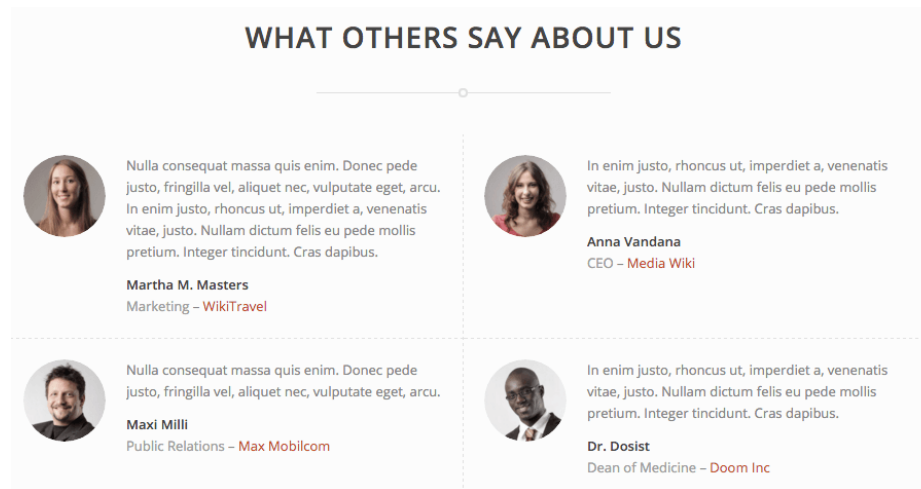 WHAT OTHERS SAY ABOUT US
Nulla consequat massa quis enim. Donec pede
justo, fringilla vel, aliquet nec, vulputate eget, arcu.
In enim justo, rhoncus ut, imperdiet a, venenatis
vitae, justo. Nullam dictum felis eu pede mollis
pretium. Integer tincidunt. Cras dapibus.
Martha M. Masters
Marketing – WikiTravel
In enim justo, rhoncus ut, imperdiet a, venenatis
vitae, justo. Nullam dictum felis eu pede mollis
pretium. Integer tincidunt. Cras dapibus.
Anna Vandana
CEO – Media Wiki
Nulla consequat massa quis enim. Donec pede
justo, fringilla vel, aliquet nec, vulputate eget, arcu.
Maxi Milli
Public Relations – Max Mobilcom
In enim justo, rhoncus ut, imperdiet a, venenatis
vitae, justo. Nullam dictum felis eu pede mollis
pretium. Integer tincidunt. Cras dapibus.
Dr. Dosist
Dean of Medicine – Doom Inc